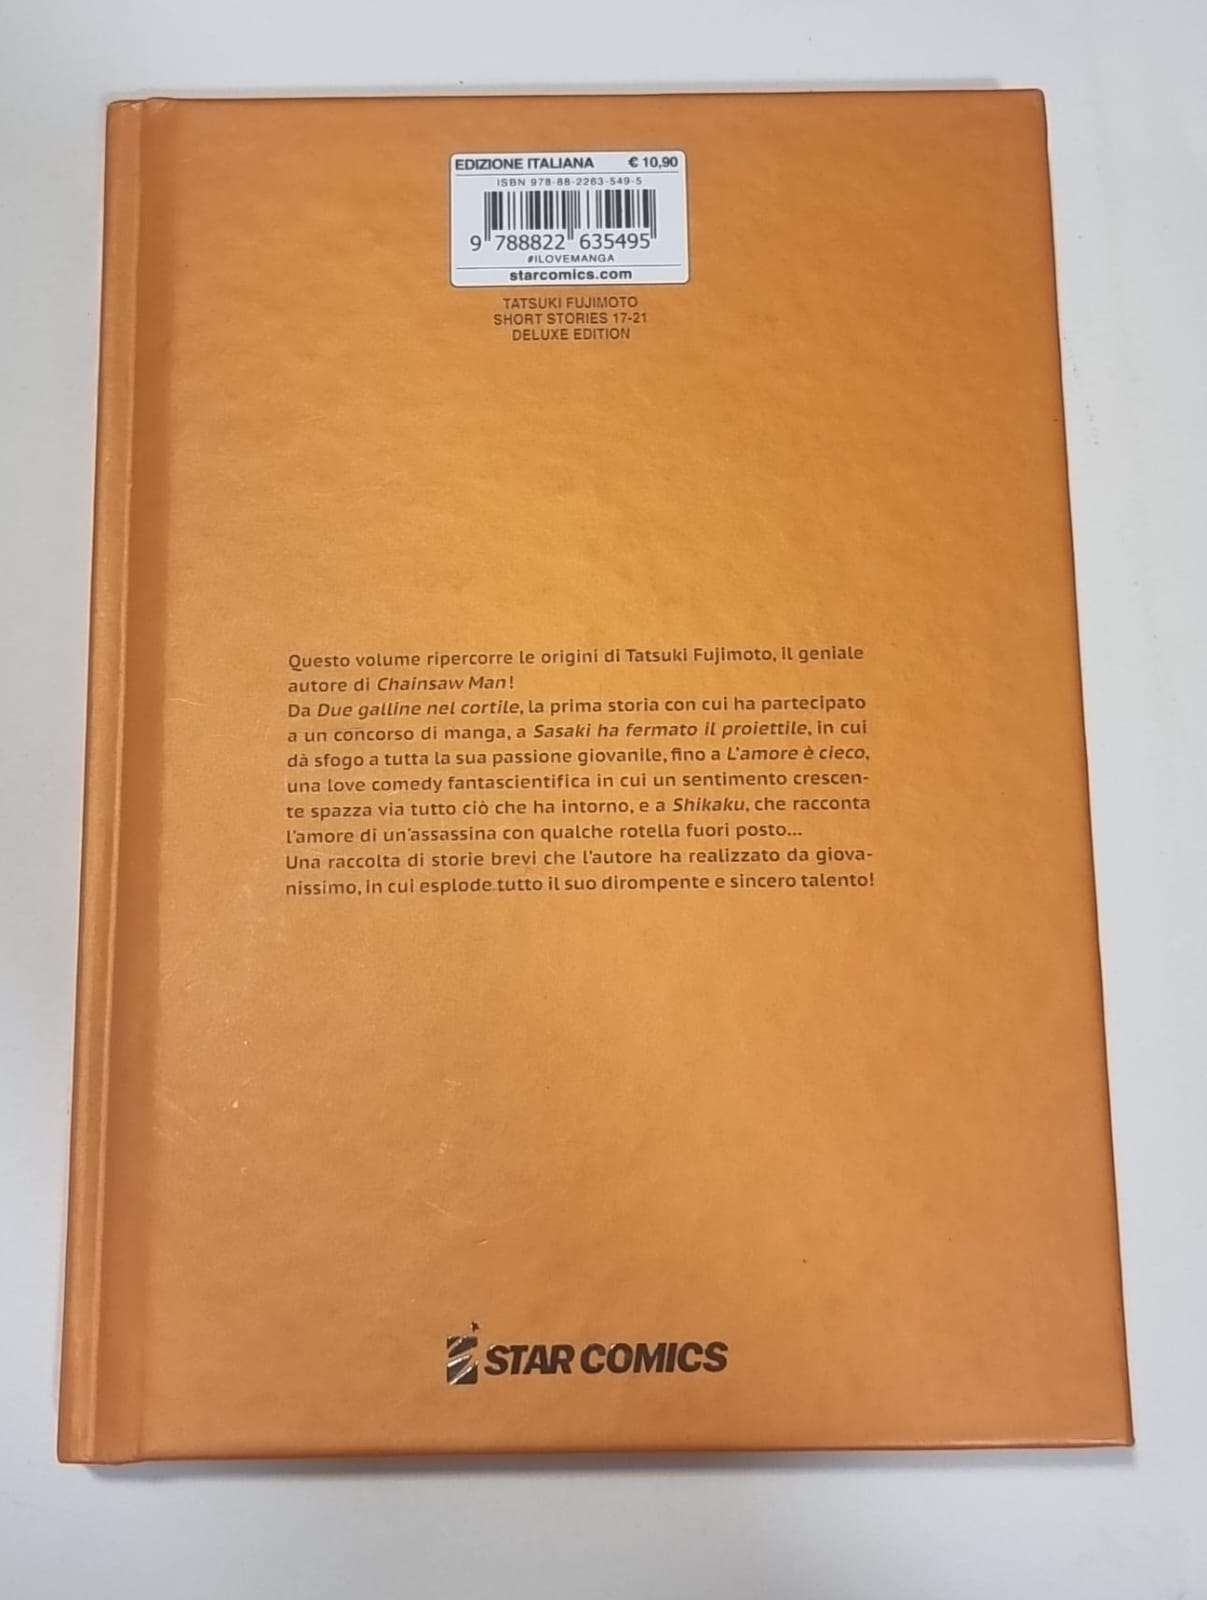 EDIZIONE ITALIANA € 10,90
ISBN 978-88-2263-549-5
9 788822 635495
#ILOVEMANGA
starcomics.com
TATSUKI FUJIMOTO
SHORT STORIES 17-21
DELUXE EDITION
Questo volume ripercorre le origini di Tatsuki Fujimoto, il geniale
autore di Chainsaw Man!
Da Due galline nel cortile, la prima storia con cui ha partecipato
a un concorso di manga, a Sasaki ha fermato il proiettile, in cui
dà sfogo a tutta la sua passione giovanile, fino a L'amore è cieco,
una love comedy fantascientifica in cui un sentimento crescen-
te spazza via tutto ciò che ha intorno, e a Shikaku, che racconta
l'amore di un'assassina con qualche rotella fuori posto...
Una raccolta di storie brevi che l'autore ha realizzato da giova-
nissimo, in cui esplode tutto il suo dirompente e sincero talento!
STAR COMICS